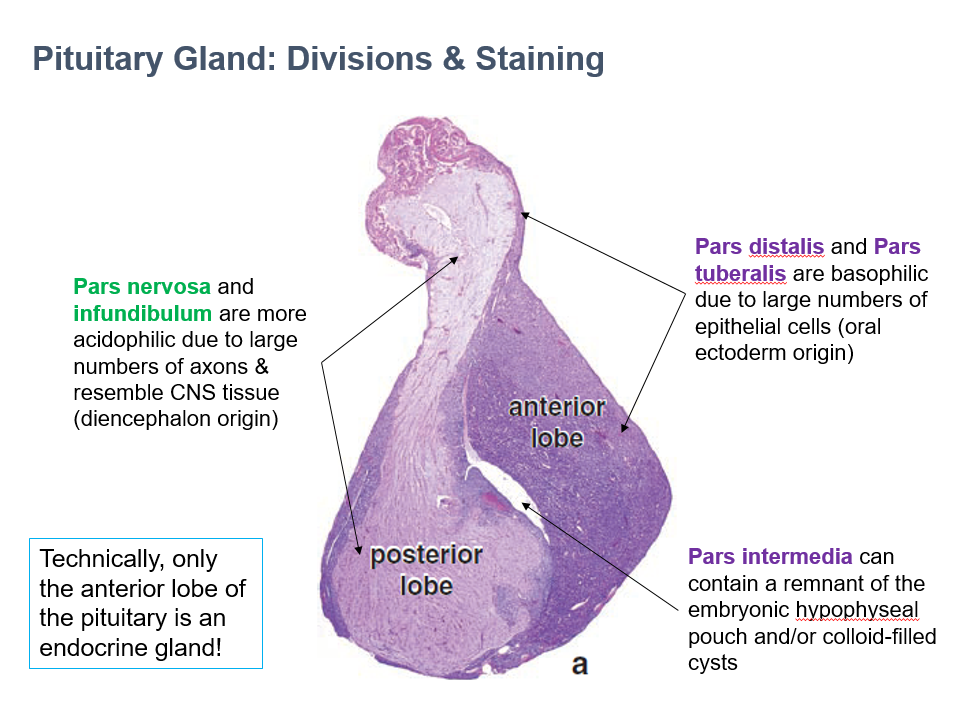 Pituitary Gland: Divisions & Staining
Pars nervosa and
infundibulum are more
acidophilic due to large
numbers of axons &
resemble CNS tissue
(diencephalon origin)
Pars distalis and Pars
tuberalis are basophilic
due to large numbers of
epithelial cells (oral
ectoderm origin)
anterior
lobe
posterior
lobe
Technically, only
the anterior lobe of
the pituitary is an
endocrine gland!
Pars intermedia can
contain a remnant of the
embryonic hypophyseal
pouch and/or colloid-filled
cysts
a